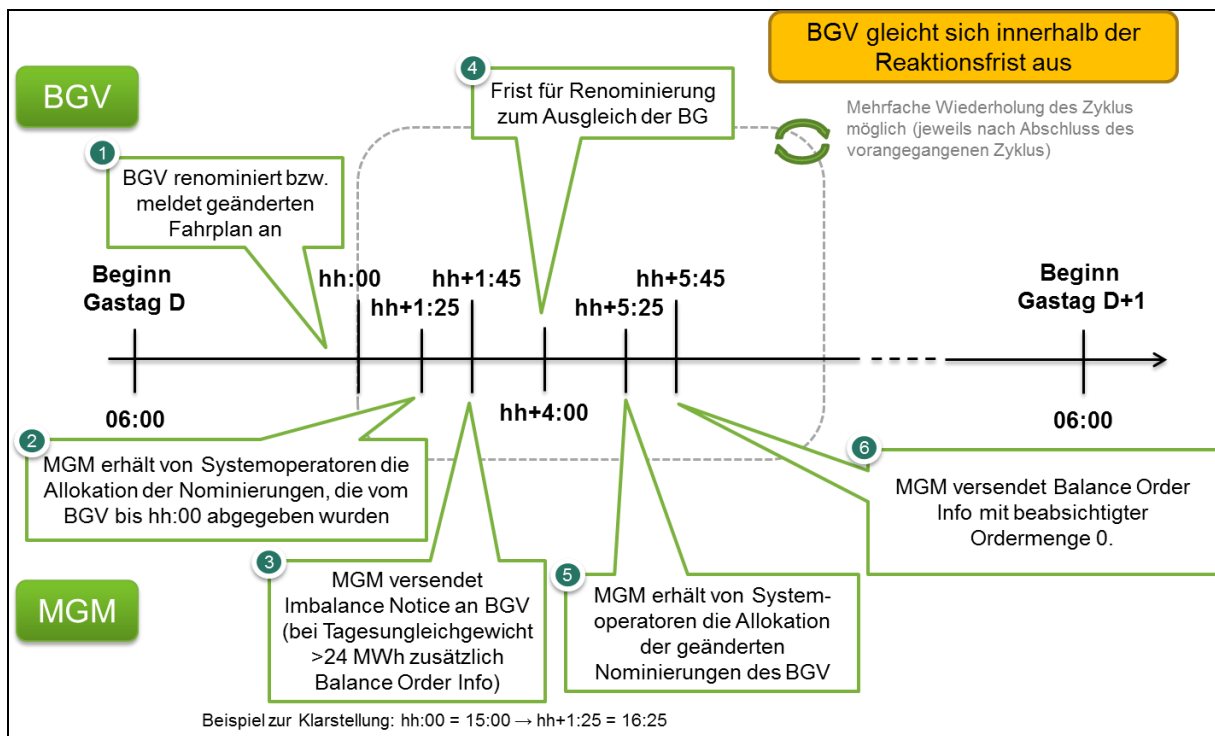 BGV gleicht sich innerhalb der
Reaktionsfrist aus
BGV
4
Frist für Renominierung
zum Ausgleich der BG
Mehrfache Wiederholung des Zyklus
möglich (jeweils nach Abschluss des
vorangegangenen Zyklus)
1
BGV renominiert bzw.
meldet geänderten
Fahrplan an
Beginn
Gastag D
hh:00
hh+1:25
hh+1:45
hh+5:25
hh+5:45
Beginn
Gastag D+1
06:00
hh+4:00
06:00
2
MGM erhält von Systemoperatoren die
Allokation der Nominierungen, die vom
BGV bis hh:00 abgegeben wurden
6
MGM versendet Balance Order
Info mit beabsichtigter
Ordermenge 0.
3
MGM versendet
Imbalance Notice an BGV
(bei Tagesungleichgewicht
>24 MWh zusätzlich
Balance Order Info)
5
MGM erhält von System-
operatoren die Allokation
der geänderten
Nominierungen des BGV
MGM
Beispiel zur Klarstellung: hh:00 = 15:00 → hh+1:25 = 16:25